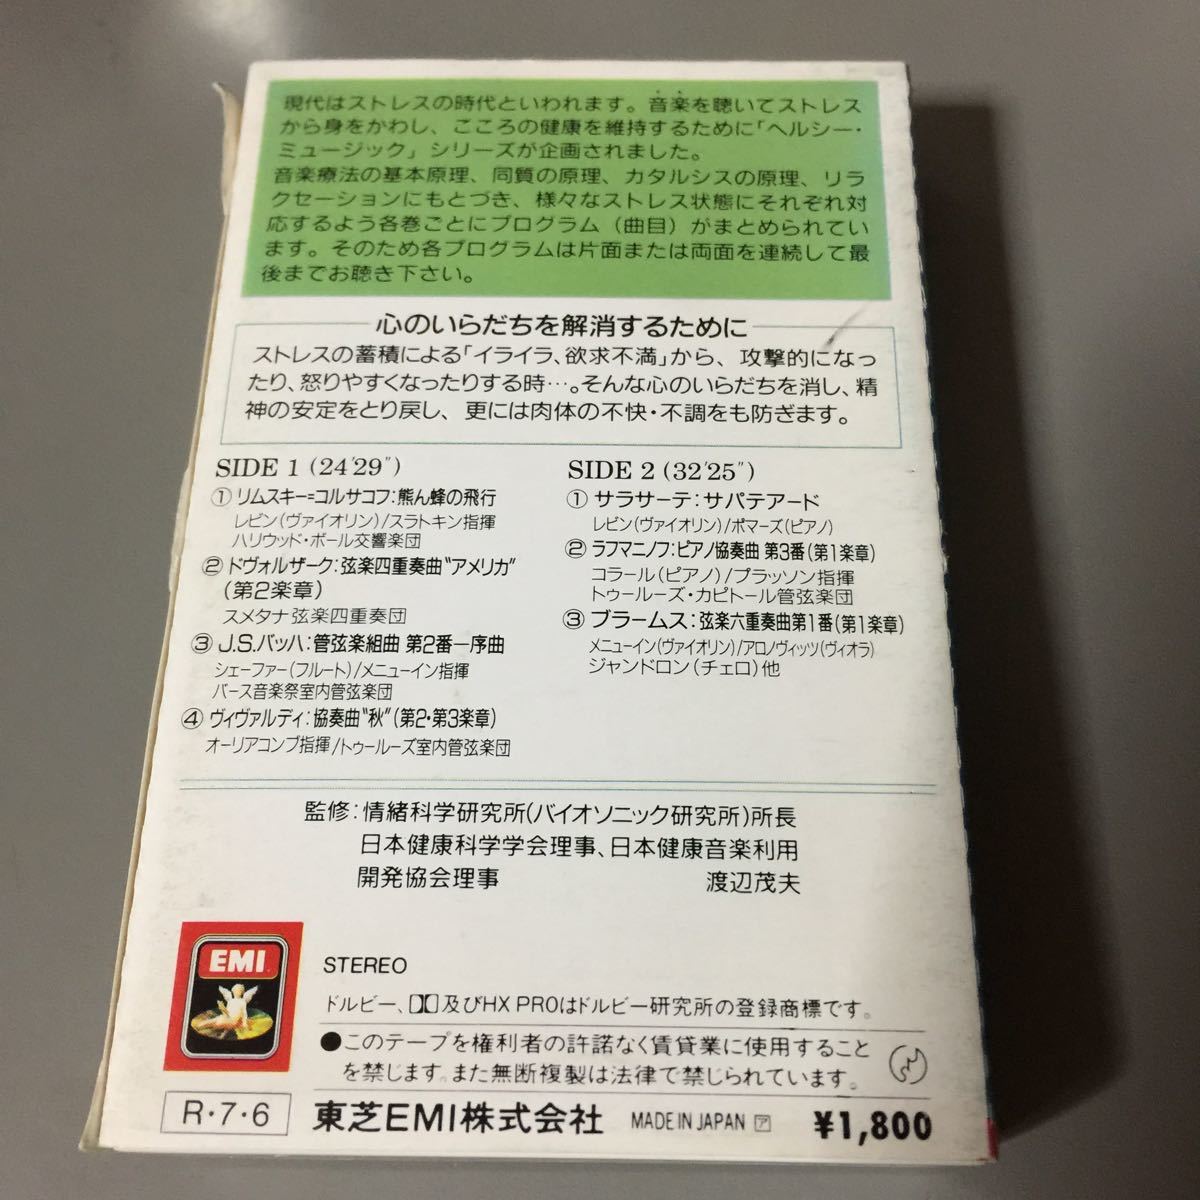 現代はストレスの時代といわれます。音楽を聴いてストレス
から身をかわし、こころの健康を維持するために「ヘルシー・
ミュージック」シリーズが企画されました。
音楽療法の基本原理、同質の原理、カタルシスの原理、リラ
クセーションにもとづき、様々なストレス状態にそれぞれ対
応するよう各巻ごとにプログラム（曲目）がまとめられてい
ます。そのため各プログラムは片面または両面を連続して最
後までお聴き下さい。
心のいらだちを解消するために
ストレスの蓄積による「イライラ、欲求不満」から、攻撃的になっ
たり、怒りやすくなったりする時…。そんな心のいらだちを消し、精
神の安定をとり戻し、更には肉体の不快・不調をも防ぎます。
SIDE 1 (24'29")
① リムスキー=コルサコフ：熊ん蜂の飛行
レビン(ヴァイオリン)/スラトキン指揮
ハリウッド・ボール交響楽団
② ドヴォルザーク：弦楽四重奏曲"アメリカ"
(第2楽章)
スメタナ弦楽四重奏団
③ J.S.バッハ：管弦楽組曲 第2番—序曲
シェーファー(フルート)/メニューイン指揮
バース音楽祭室内管弦楽団
④ ヴィヴァルディ：協奏曲"秋"(第2・第3楽章)
オーリアコンブ指揮/トゥールーズ室内管弦楽団
SIDE 2 (32'25")
① サラサーテ：サパテアード
レビン(ヴァイオリン)/ポマーズ(ピアノ)
② ラフマニノフ：ピアノ協奏曲 第3番(第1楽章)
コラール(ピアノ)/プラッソン指揮
トゥールーズ・カピトール管弦楽団
③ ブラームス：弦楽六重奏曲第1番(第1楽章)
メニューイン(ヴァイオリン)/アロノヴィッツ(ヴィオラ)
ジャンドロン(チェロ)他
監修：情緒科学研究所(バイオソニック研究所)所長
日本健康科学学会理事、日本健康音楽利用
開発協会理事 渡辺茂夫
EMI
STEREO
ドルビー、及びHX PROはドルビー研究所の登録商標です。
●このテープを権利者の許諾なく賃貸業に使用すること
を禁じます。また無断複製は法律で禁じられています。
R・7・6 東芝EMI株式会社 MADE IN JAPAN ア ¥1,800